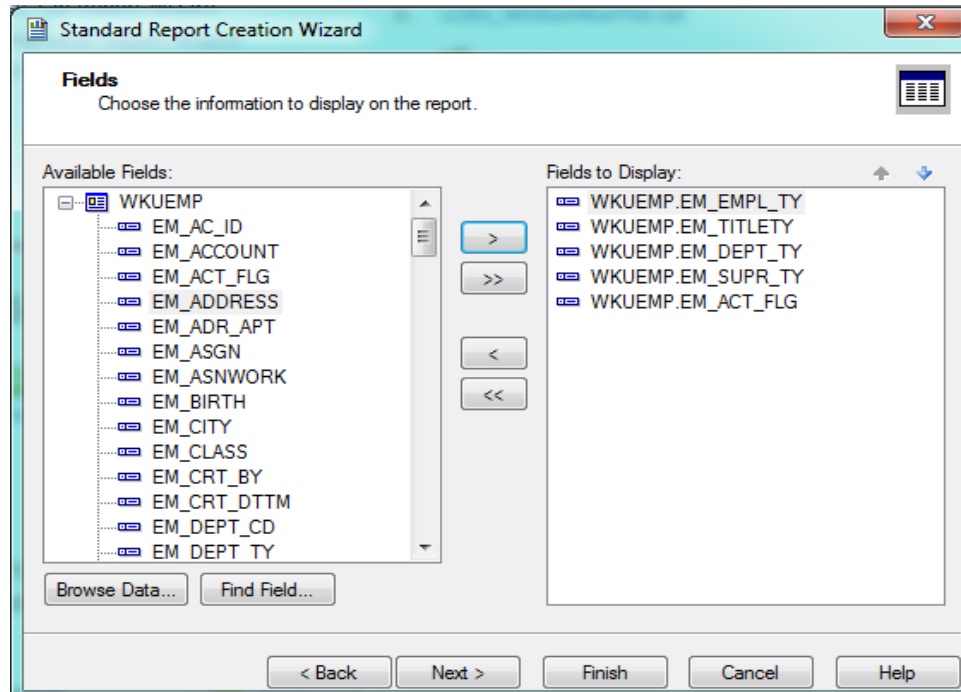 Standard Report Creation Wizard
X
Fields
Choose the information to display on the report.
Available Fields:
WKUEMP
EM_AC_ID
EM_ACCOUNT
EM_ACT_FLG
EM_ADDRESS
EM_ADR_APT
EM_ASGN
EM_ASNWORK
EM_BIRTH
EM_CITY
EM_CLASS
EM_CRT_BY
EM_CRT_DTTM
EM_DEPT_CD
EM_DEPT_TY
>
>>
<
<<
Fields to Display:
WKUEMP.EM_EMPL_TY
WKUEMP.EM_TITLETY
WKUEMP.EM_DEPT_TY
WKUEMP.EM_SUPR_TY
WKUEMP.EM_ACT_FLG
Browse Data... Find Field...
< Back Next > Finish Cancel Help